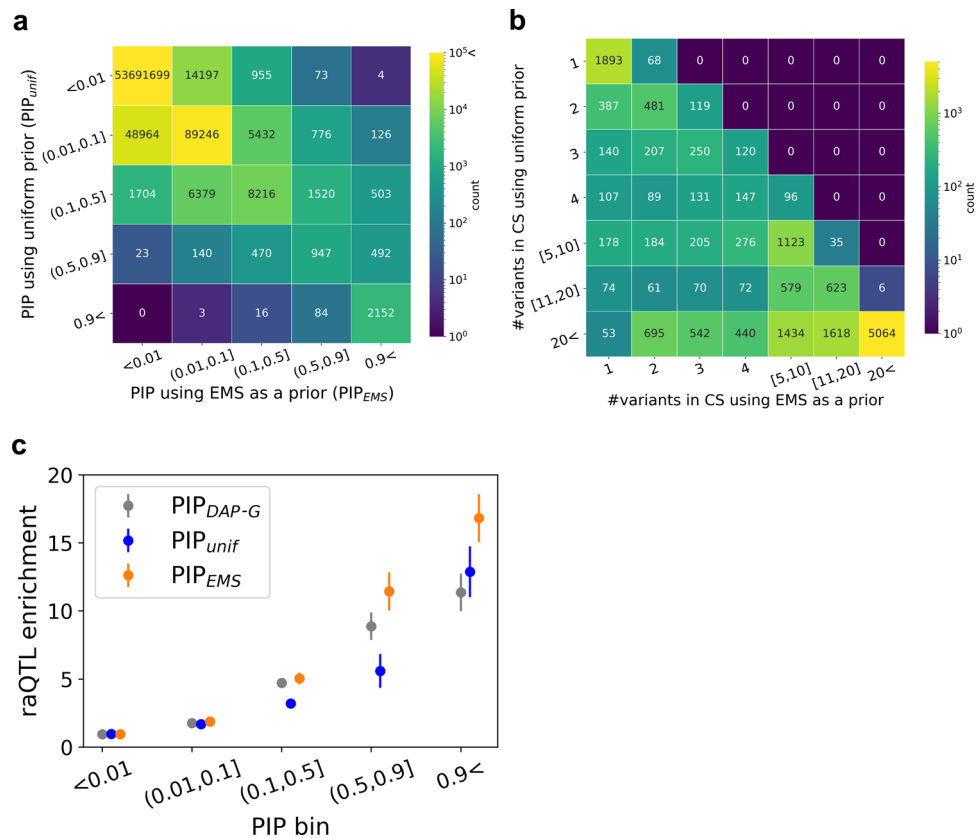 a
PIP using uniform prior (PIPunif)
<0.01
(0.01,0.1]
(0.1,0.5]
(0.5,0.9]
0.9<
53691699 14197 955 73 4
48964 89246 5432 776 126
1704 6379 8216 1520 503
23 140 470 947 492
0 3 16 84 2152
<0.01 (0.01,0.1] (0.1,0.5] (0.5,0.9] 0.9<
PIP using EMS as a prior (PIPEMS)
10⁵<
10⁴
10³
10²
10¹
10⁰
count
b
#variants in CS using uniform prior
1
2
3
4
[5,10]
[11,20]
20<
1893 68 0 0 0 0 0
387 481 119 0 0 0 0
140 207 250 120 0 0 0
107 89 131 147 96 0 0
178 184 205 276 1123 35 0
74 61 70 72 579 623 6
53 695 542 440 1434 1618 5064
1 2 3 4 [5,10] [11,20] 20<
#variants in CS using EMS as a prior
10³
10²
10¹
10⁰
count
c
raQTL enrichment
20
15
10
5
0
PIPDAP-G
PIPunif
PIPEMS
<0.01 (0.01,0.1] (0.1,0.5] (0.5,0.9] 0.9<
PIP bin